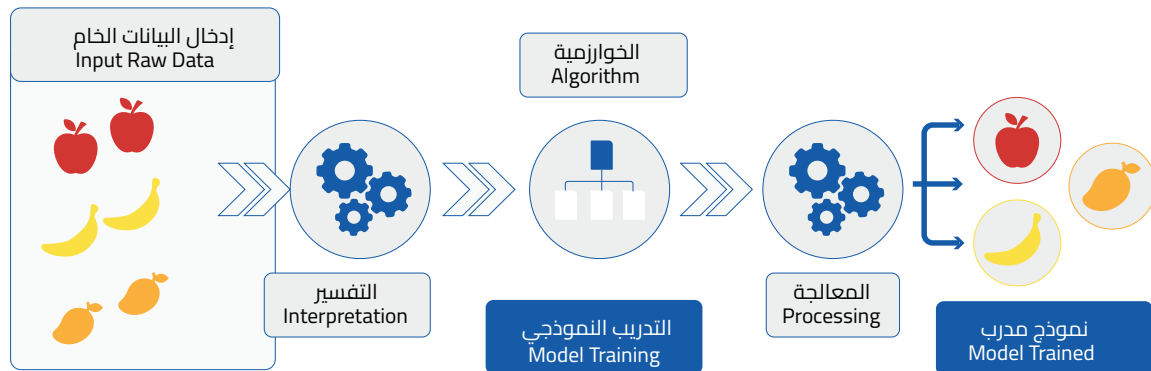 إدخال البيانات الخام
Input Raw Data
التفسير
Interpretation
الخوارزمية
Algorithm
التدريب النموذجي
Model Training
المعالجة
Processing
نموذج مدرب
Model Trained